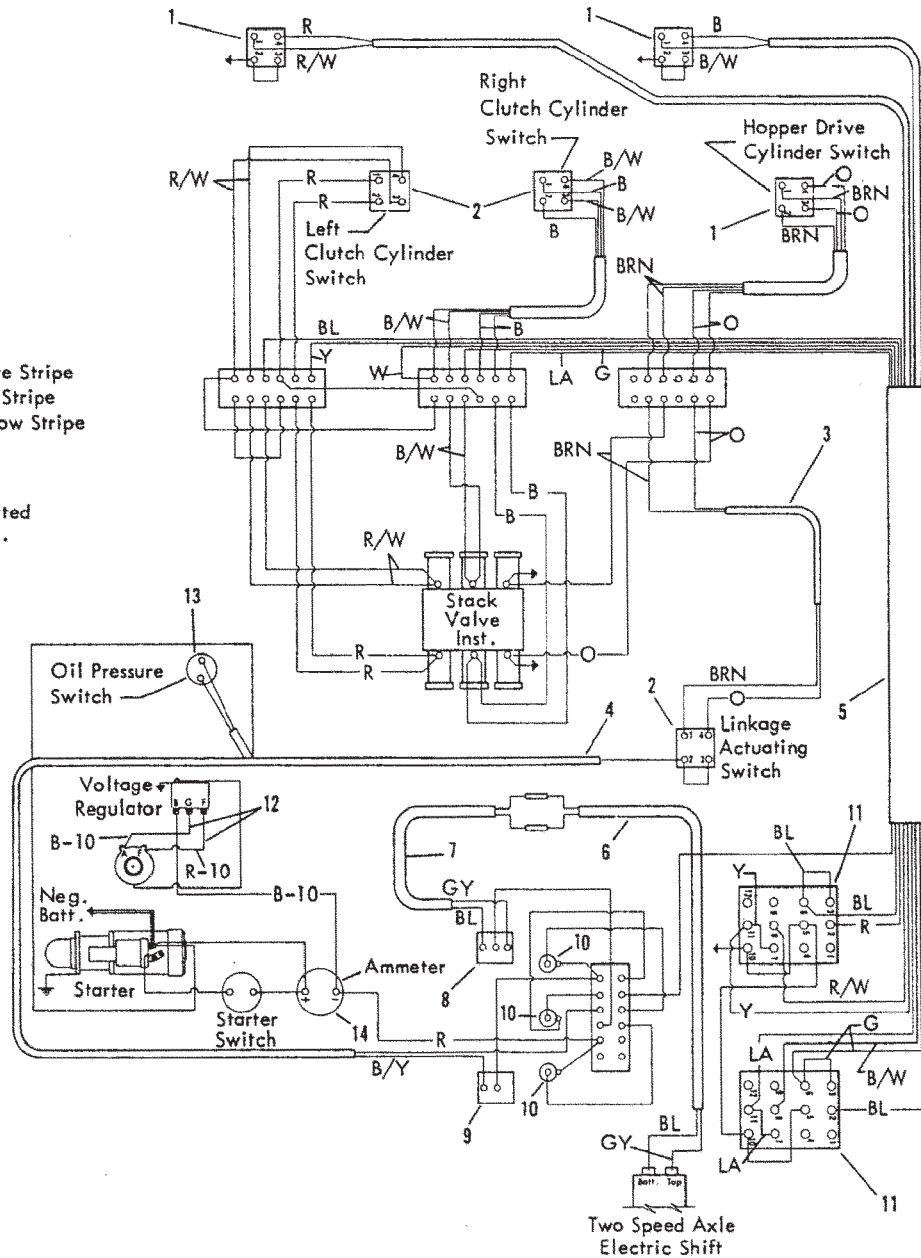 1
R
R/W
1
B
B/W
Right
Clutch Cylinder
Switch
Hopper Drive
Cylinder Switch
R/W
R
R
2
B/W
B
B/W
B
O
BRN
O
1
BRN
Left
Clutch Cylinder
Switch
BRN
B/W
B
O
BL
Y
W
LA
G
e Stripe
Stripe
ow Stripe
B/W
BRN
O
3
ted
.
B
B
R/W
Stack
Valve
Inst.
13
Oil Pressure
Switch
R
R
O
BRN
O
2
Linkage
Actuating
Switch
4
5
Voltage
Regulator
B G F
12
B-10
R-10
A F
B-10
7
6
GY
BL
11
BL
Y
BL
R
Neg.
Batt.
Starter
Starter
Switch
Ammeter
+ -
14
8
10
10
10
R
R/W
Y
B/Y
9
G
LA
B/W
BL
BL
GY
LA
11
Batt. Top
Two Speed Axle
Electric Shift